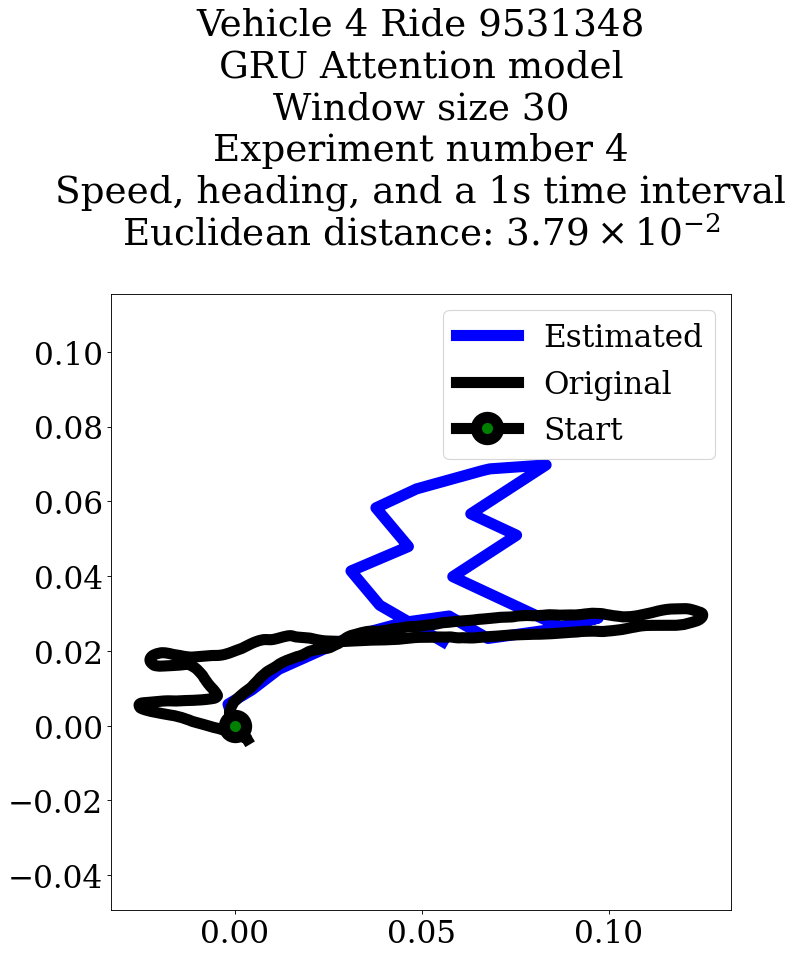 Vehicle 4 Ride 9531348
GRU Attention model
Window size 30
Experiment number 4
Speed, heading, and a 1s time interval
Euclidean distance: 3.79 × 10⁻²
Estimated
Original
Start
0.10
0.08
0.06
0.04
0.02
0.00
−0.02
−0.04
0.00 0.05 0.10